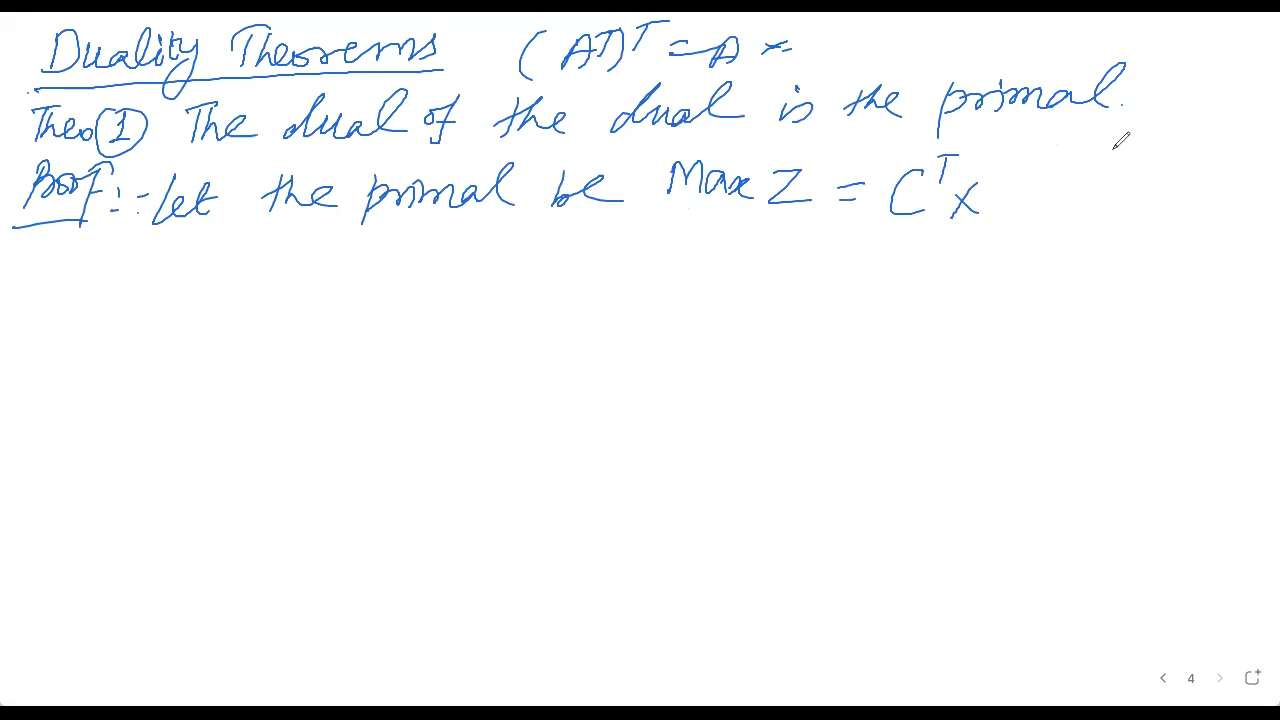 Duality Theorems (AT)^T = A
Theo 1) The dual of the dual is the primal.
Proof :- Let the primal be Max Z = C^T X
4